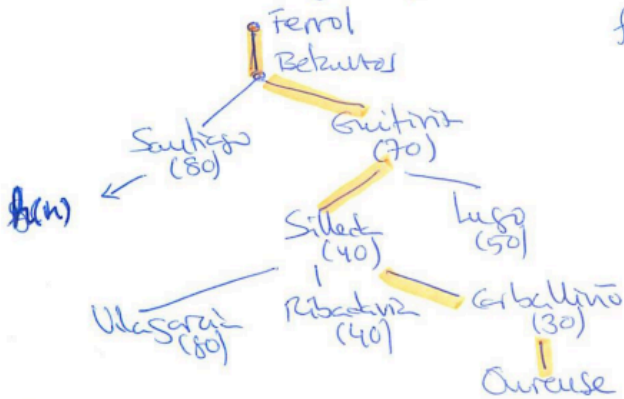 Ferrol
f
Betanzos
Santiago
(80)
Guitiriz
(70)
h(n)
Silleda
(40)
Lugo
(50)
Vilagarcía
(80)
Ribadavia
(40)
Carballiño
(30)
Ourense